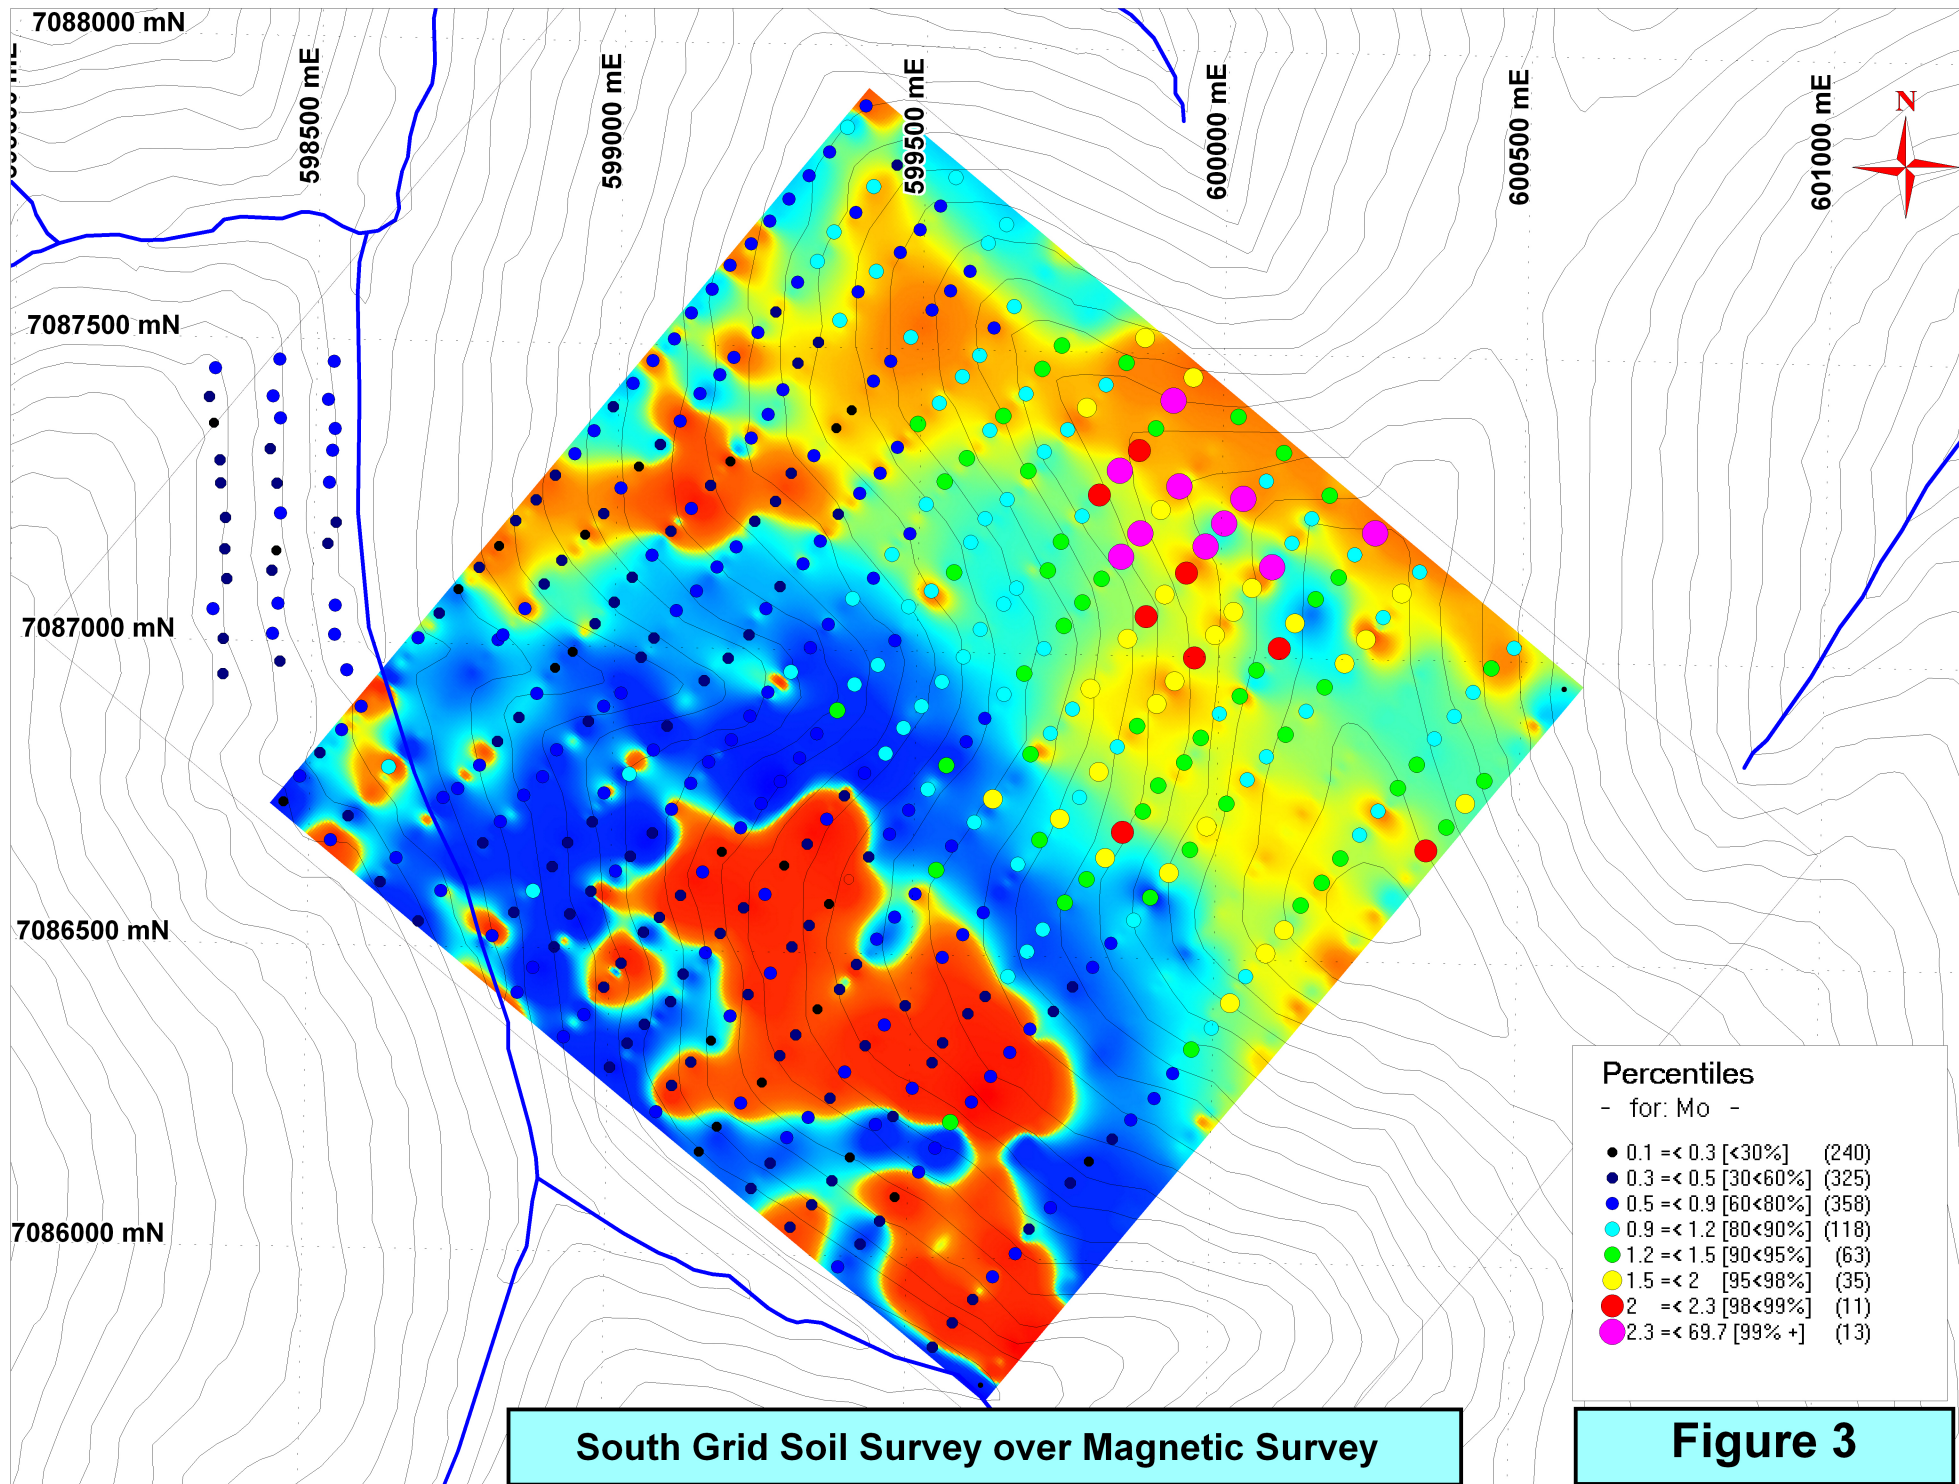 7088000 mN
598500 mE
599000 mE
599500 mE
600000 mE
600500 mE
601000 mE
N
7087500 mN
7087000 mN
7086500 mN
7086000 mN
Percentiles
- for: Mo -
0.1 =< 0.3 [<30%] (240)
0.3 =< 0.5 [30<60%] (325)
0.5 =< 0.9 [60<80%] (358)
0.9 =< 1.2 [80<90%] (118)
1.2 =< 1.5 [90<95%] (63)
1.5 =< 2 [95<98%] (35)
2 =< 2.3 [98<99%] (11)
2.3 =< 69.7 [99% +] (13)
South Grid Soil Survey over Magnetic Survey
Figure 3